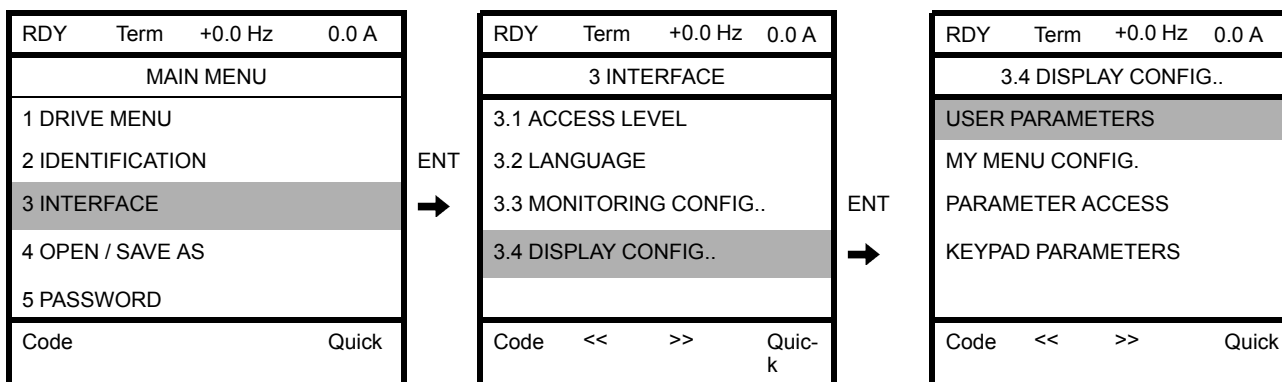 RDY Term +0.0 Hz 0.0 A
MAIN MENU
1 DRIVE MENU
2 IDENTIFICATION
3 INTERFACE
4 OPEN / SAVE AS
5 PASSWORD
Code Quick
ENT
RDY Term +0.0 Hz 0.0 A
3 INTERFACE
3.1 ACCESS LEVEL
3.2 LANGUAGE
3.3 MONITORING CONFIG..
3.4 DISPLAY CONFIG..
Code << >> Quic-
k
ENT
RDY Term +0.0 Hz 0.0 A
3.4 DISPLAY CONFIG..
USER PARAMETERS
MY MENU CONFIG.
PARAMETER ACCESS
KEYPAD PARAMETERS
Code << >> Quick